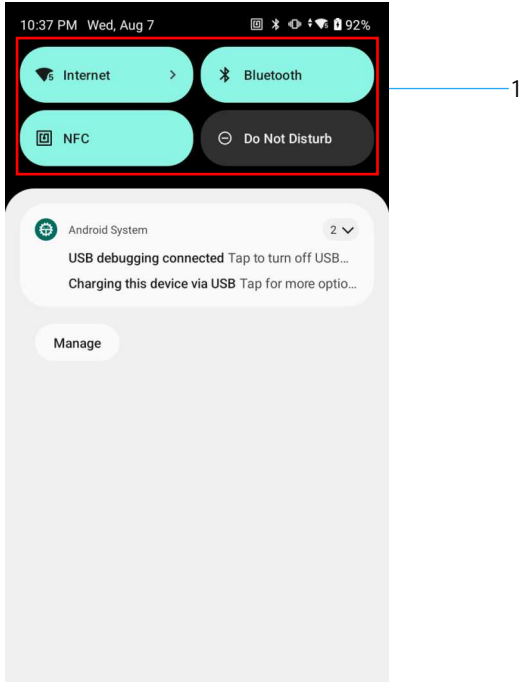 10:37 PM Wed, Aug 7 92%
Internet Bluetooth
1
NFC Do Not Disturb
Android System 2
USB debugging connected Tap to turn off USB...
Charging this device via USB Tap for more optio...
Manage